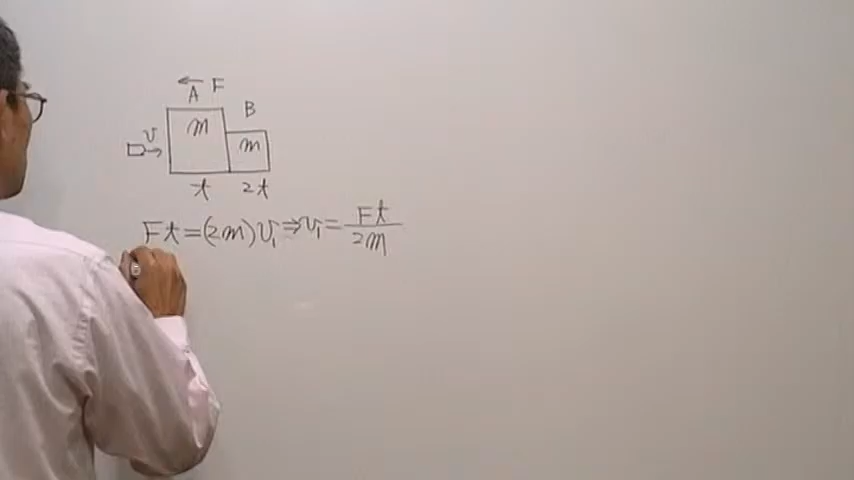 ← F
A
B
m
v
m
t 2t
Ft=(2m)v₁⇒v₁=Ft/2m